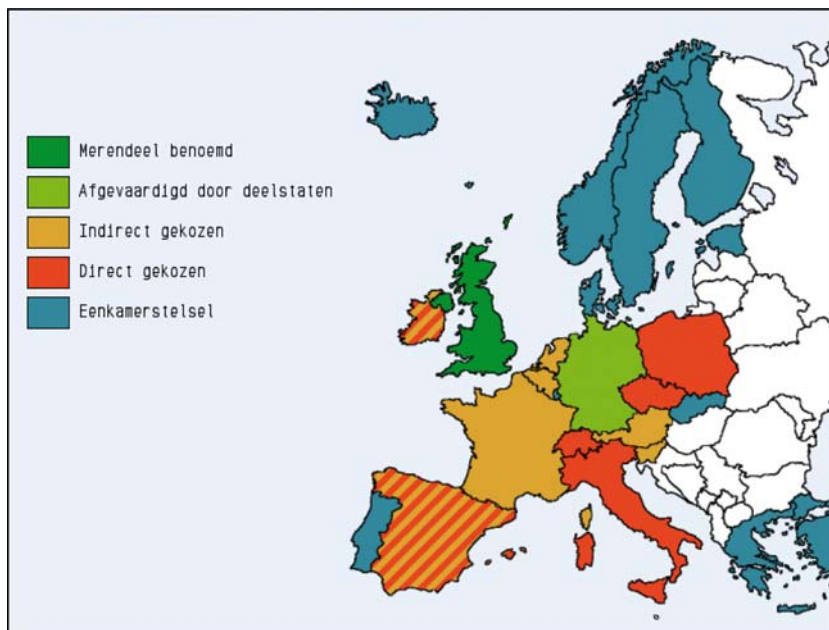 Merendeel benoemd
Afgevaardigd door deelstaten
Indirect gekozen
Direct gekozen
Eenkamerstelsel